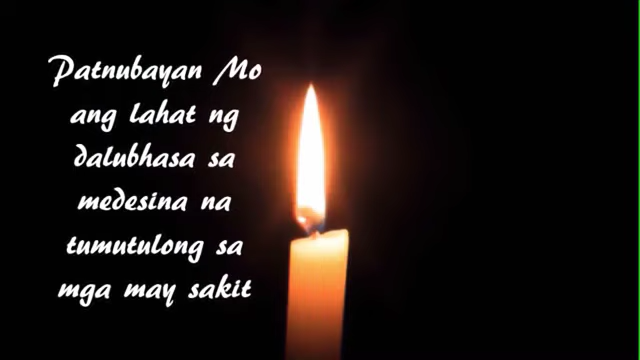 Patnubayan Mo
ang lahat ng
dalubhasa sa
medesina na
tumutulong sa
mga may sakit